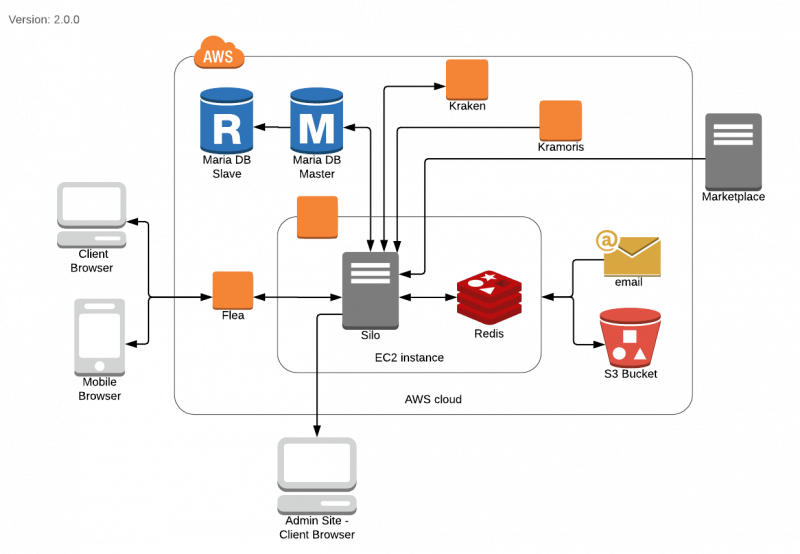 Version: 2.0.0
AWS
R
M
Maria DB
Slave
Maria DB
Master
Kraken
Kramoris
Marketplace
Client
Browser
Mobile
Browser
Flea
Silo
Redis
EC2 instance
@
email
S3 Bucket
AWS cloud
Admin Site -
Client Browser